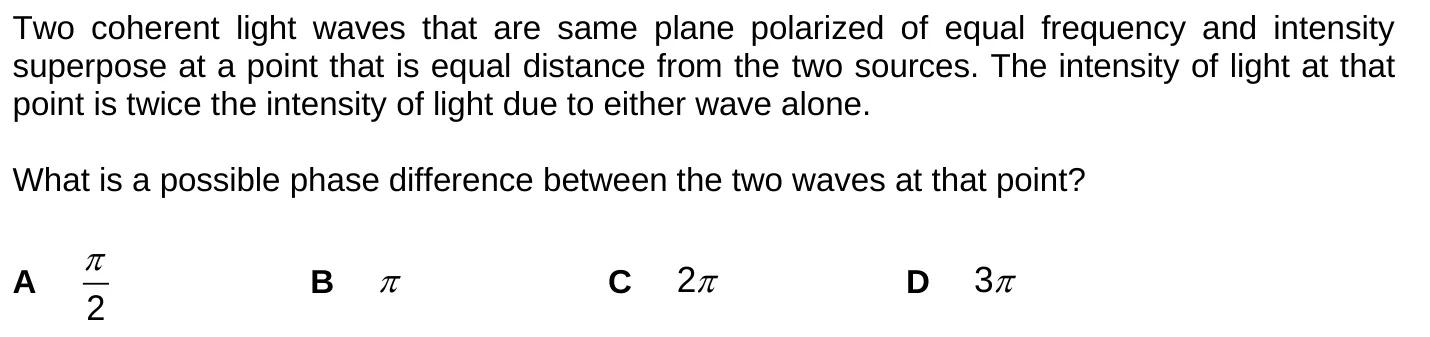 Two coherent light waves that are same plane polarized of equal frequency and intensity
superpose at a point that is equal distance from the two sources. The intensity of light at that
point is twice the intensity of light due to either wave alone.
What is a possible phase difference between the two waves at that point?
A π/2 B π C 2π D 3π